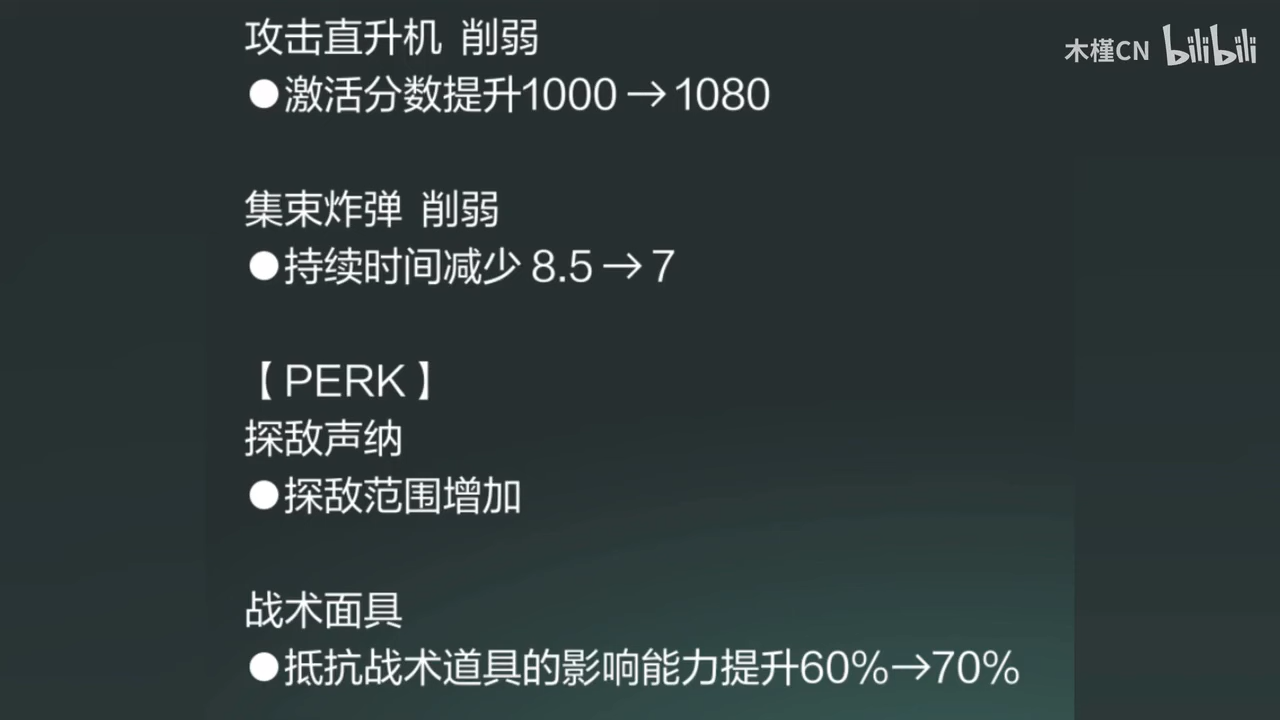 攻击直升机 削弱
木槿CN bilibili
●激活分数提升1000→1080
集束炸弹 削弱
●持续时间减少 8.5→7
【PERK】
探敌声纳
●探敌范围增加
战术面具
●抵抗战术道具的影响能力提升60%→70%